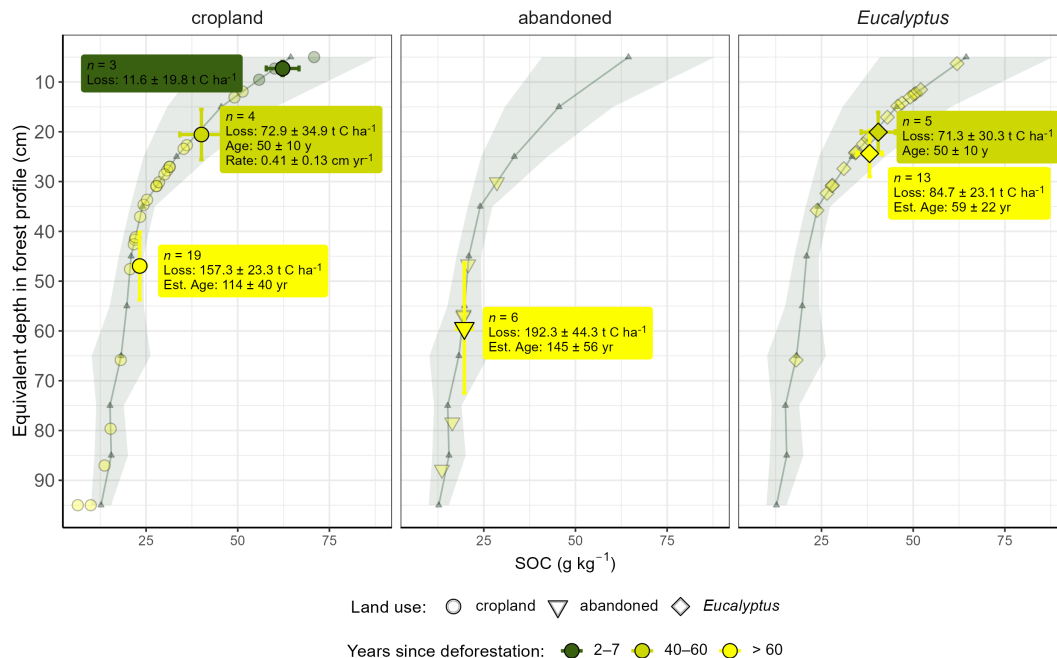 cropland
abandoned
Eucalyptus
Equivalent depth in forest profile (cm)
10
20
30
40
50
60
70
80
90
n = 3
Loss: 11.6 ± 19.8 t C ha⁻¹
n = 4
Loss: 72.9 ± 34.9 t C ha⁻¹
Age: 50 ± 10 y
Rate: 0.41 ± 0.13 cm yr⁻¹
n = 19
Loss: 157.3 ± 23.3 t C ha⁻¹
Est. Age: 114 ± 40 yr
n = 6
Loss: 192.3 ± 44.3 t C ha⁻¹
Est. Age: 145 ± 56 yr
n = 5
Loss: 71.3 ± 30.3 t C ha⁻¹
Age: 50 ± 10 y
n = 13
Loss: 84.7 ± 23.1 t C ha⁻¹
Est. Age: 59 ± 22 yr
25 50 75
25 50 75
25 50 75
SOC (g kg⁻¹)
Land use: cropland abandoned Eucalyptus
Years since deforestation: 2–7 40–60 > 60